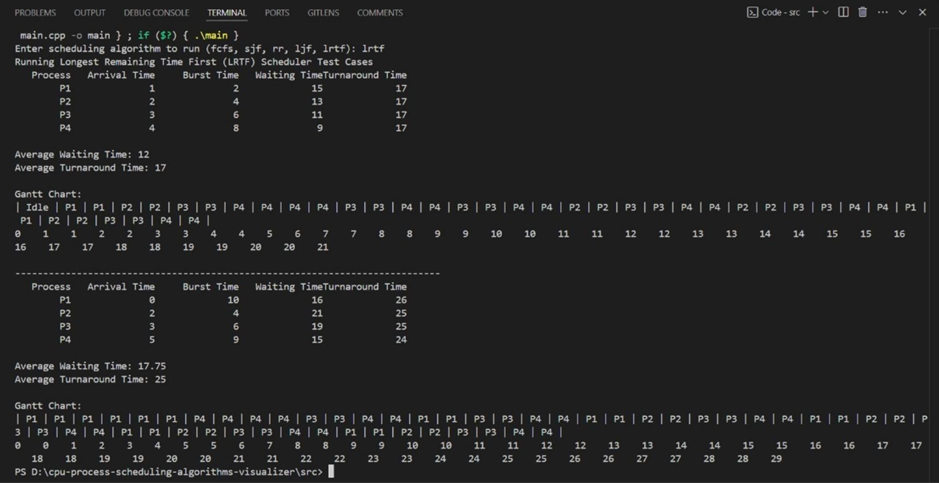 PROBLEMS OUTPUT DEBUG CONSOLE TERMINAL PORTS GITLENS COMMENTS Code - src
main.cpp -o main } ; if ($?) { .\main }
Enter scheduling algorithm to run (fcfs, sjf, rr, ljf, lrtf): lrtf
Running Longest Remaining Time First (LRTF) Scheduler Test Cases
Process Arrival Time Burst Time Waiting TimeTurnaround Time
P1 1 2 15 17
P2 2 4 13 17
P3 3 6 11 17
P4 4 8 9 17
Average Waiting Time: 12
Average Turnaround Time: 17
Gantt Chart:
| Idle | P1 | P1 | P2 | P2 | P3 | P3 | P4 | P4 | P4 | P4 | P3 | P3 | P4 | P4 | P3 | P3 | P4 | P4 | P2 | P2 | P3 | P3 | P4 | P4 | P2 | P2 | P3 | P3 | P4 | P4 | P1 |
P1 | P2 | P2 | P3 | P3 | P4 | P4 |
0 1 1 2 2 3 3 4 4 5 6 7 7 8 8 9 9 10 10 11 11 12 12 13 13 14 14 15 15 16
16 17 17 18 18 19 19 20 20 21
---------------------------------------------------------------------------
Process Arrival Time Burst Time Waiting TimeTurnaround Time
P1 0 10 16 26
P2 2 4 21 25
P3 3 6 19 25
P4 5 9 15 24
Average Waiting Time: 17.75
Average Turnaround Time: 25
Gantt Chart:
| P1 | P1 | P1 | P1 | P1 | P1 | P4 | P4 | P4 | P4 | P3 | P3 | P4 | P4 | P1 | P1 | P3 | P3 | P4 | P4 | P1 | P1 | P2 | P2 | P3 | P3 | P4 | P4 | P1 | P1 | P2 | P2 | P
3 | P3 | P4 | P4 | P1 | P1 | P2 | P2 | P3 | P3 | P4 | P4 | P1 | P1 | P2 | P2 | P3 | P3 | P4 | P4 |
0 0 1 2 3 4 5 5 6 7 8 8 9 9 10 10 11 11 12 12 13 13 14 14 15 15 16 16 17 17
18 18 19 19 20 20 21 21 22 22 23 23 24 24 25 25 26 26 27 27 28 28 29
PS D:\cpu-process-scheduling-algorithms-visualizer\src>